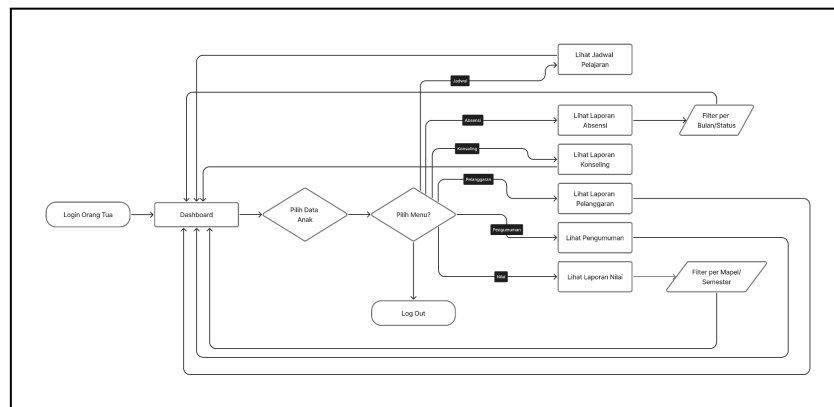 Lihat Jadwal
Pelajaran
Jadwal
Lihat Laporan
Absensi
Absensi
Filter per
Bulan/Status
Konseling
Lihat Laporan
Konseling
Pelanggaran
Lihat Laporan
Pelanggaran
Login Orang Tua
Dashboard
Pilih Data
Anak
Pilih Menu?
Pengumuman
Lihat Pengumuman
Nilai
Lihat Laporan Nilai
Filter per Mapel/
Semester
Log Out